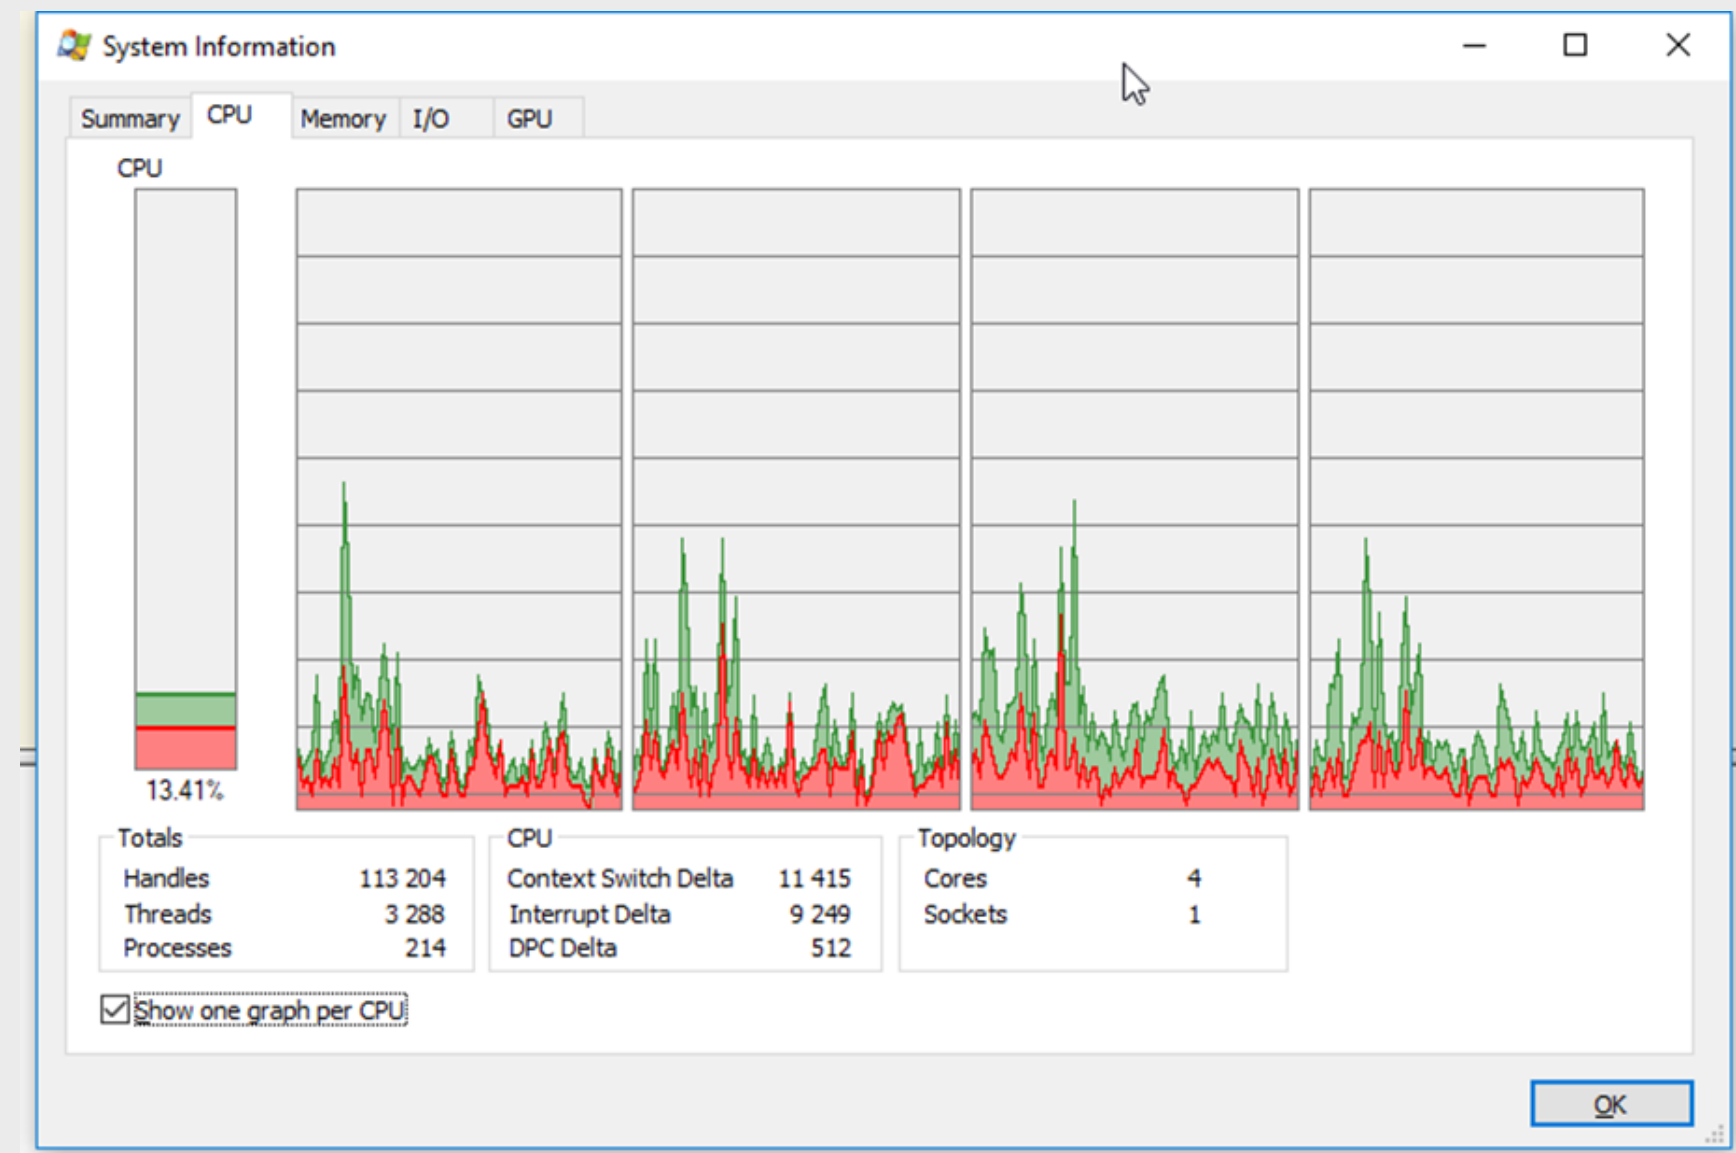 System Information
Summary CPU Memory I/O GPU
CPU
13.41%
Totals
Handles 113 204
Threads 3 288
Processes 214
CPU
Context Switch Delta 11 415
Interrupt Delta 9 249
DPC Delta 512
Topology
Cores 4
Sockets 1
Show one graph per CPU
OK